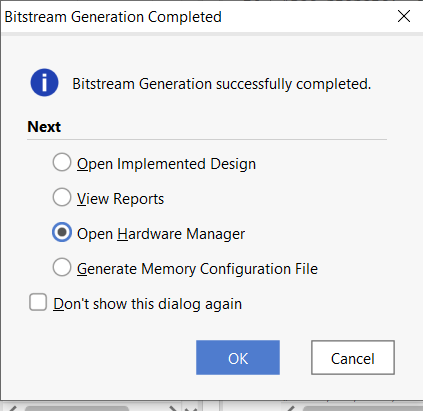 Bitstream Generation Completed
Bitstream Generation successfully completed.
Next
Open Implemented Design
View Reports
Open Hardware Manager
Generate Memory Configuration File
Don't show this dialog again
OK
Cancel